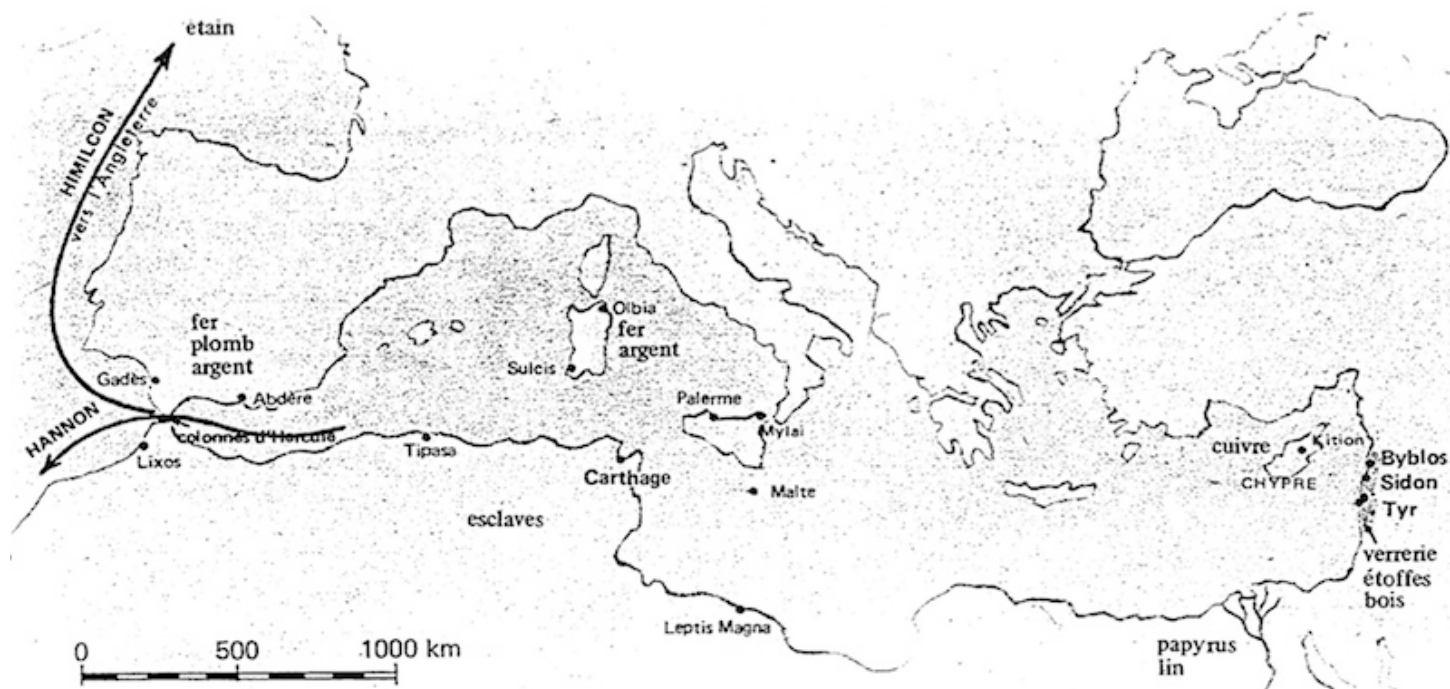 étain
HIMILCON
vers l'Angleterre
HANNON
fer
plomb
argent
Gadès
Abdère
colonnes d'Hercule
Lixos
Tipasa
Olbia
fer
argent
Sulcis
Palerme
Mylai
Carthage
Malte
esclaves
Leptis Magna
cuivre
Kition
CHYPRE
Byblos
Sidon
Tyr
verrerie
étoffes
bois
papyrus
lin
0 500 1000 km